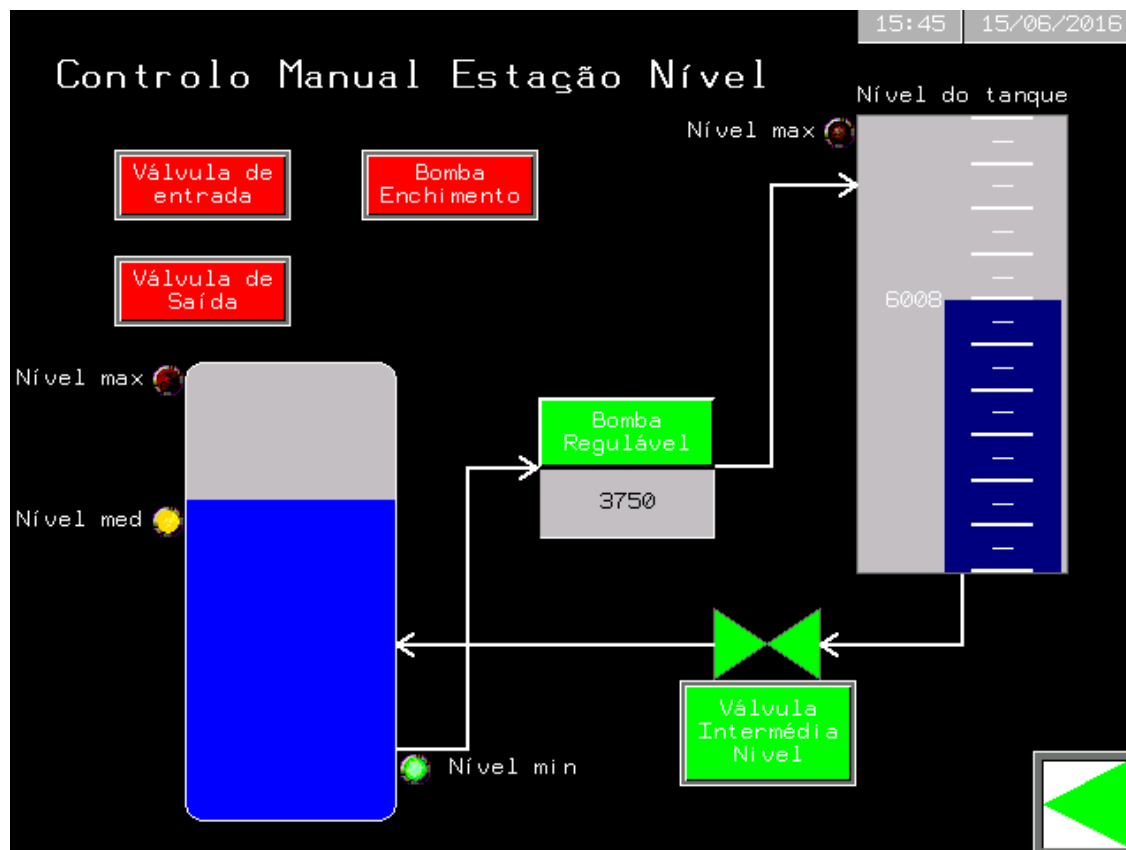 15:45 15/06/2016
Controlo Manual Estação Nível
Nível do tanque
Nível max
Válvula de
entrada
Bomba
Enchimento
Válvula de
Saída
6008
Nível max
Bomba
Regulável
3750
Nível med
Válvula
Intermédia
Nivel
Nível min